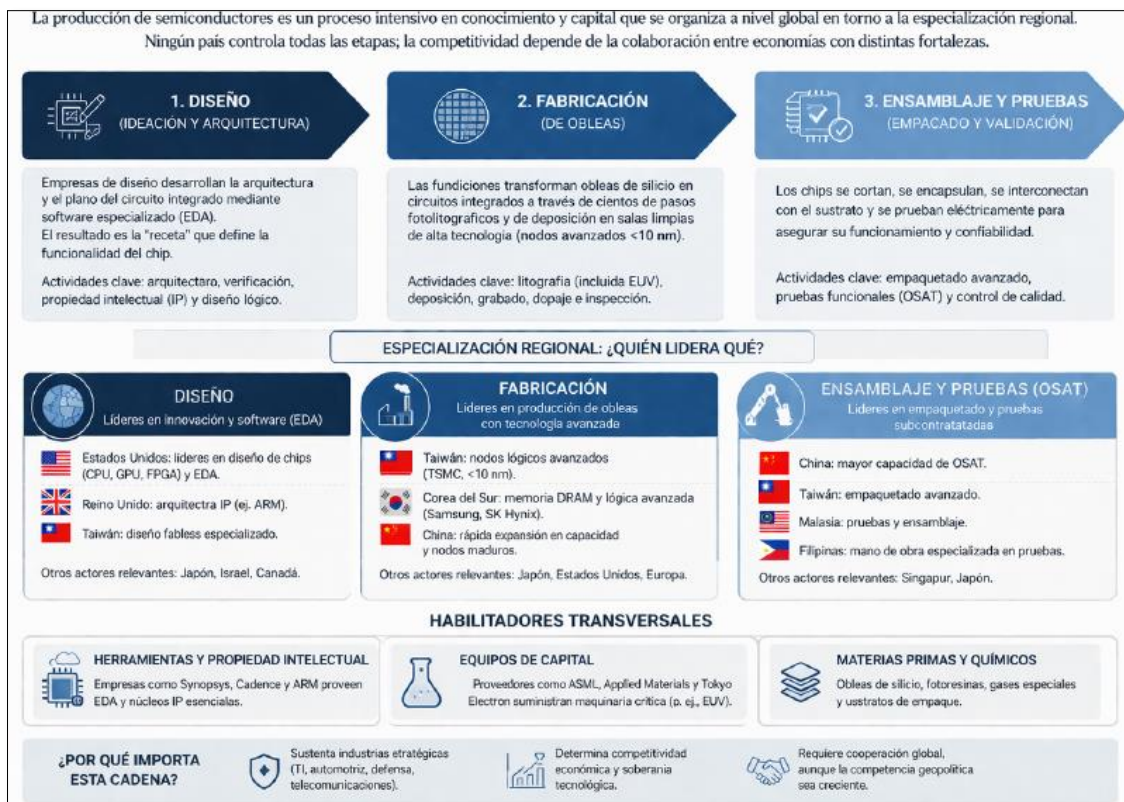 La producción de semiconductores es un proceso intensivo en conocimiento y capital que se organiza a nivel global en torno a la especialización regional.
Ningún país controla todas las etapas; la competitividad depende de la colaboración entre economías con distintas fortalezas.
1. DISEÑO
(IDEACIÓN Y ARQUITECTURA)
Empresas de diseño desarrollan la arquitectura
y el plano del circuito integrado mediante
software especializado (EDA).
El resultado es la "receta" que define la
funcionalidad del chip.
Actividades clave: arquitectaro, verificación,
propiedad intelectual (IP) y diseño lógico.
2. FABRICACIÓN
(DE OBLEAS)
Las fundiciones transforman obleas de silicio en
circuitos integrados a través de cientos de pasos
fotolitograficos y de deposición en salas limpias
de alta tecnología (nodos avanzados <10 nm).
Actividades clave: litografia (incluida EUV),
deposición, grabado, dopaje e inspección.
3. ENSAMBLAJE Y PRUEBAS
(EMPACADO Y VALIDACIÓN)
Los chips se cortan, se encapsulan, se interconectan
con el sustrato y se prueban eléctricamente para
asegurar su funcionamiento y confiabilidad.
Actividades clave: empaquetado avanzado,
pruebas funcionales (OSAT) y control de calidad.
ESPECIALIZACIÓN REGIONAL: ¿QUIÉN LIDERA QUÉ?
DISEÑO
Líderes en innovación y software (EDA)
Estados Unidos: lideres en diseño de chips
(CPU, GPU, FPGA) y EDA.
Reino Unido: arquitectra IP (ej. ARM).
Taiwán: diseño fabless especializado.
Otros actores relevantes: Japón, Israel, Canadá.
FABRICACIÓN
Lideres en producción de obleas
con tecnología avanzada
Taiwán: nodos lógicos avanzados
(TSMC, <10 nm).
Corea del Sur: memoria DRAM y lógica avanzada
(Samsung, SK Hynix).
China: rápida expansión en capacidad
y nodos maduros.
Otros actores relevantes: Japón, Estados Unidos, Europa.
ENSAMBLAJE Y PRUEBAS (OSAT)
Lideres en empaquetado y pruebas
subcontratatadas
China: mayor capacidad de OSAT.
Taiwán: empaquetado avanzado.
Malasia: pruebas y ensamblaje.
Filipinas: mano de obra especializada en pruebas.
Otros actores relevantes: Singapur, Japón.
HABILITADORES TRANSVERSALES
HERRAMIENTAS Y PROPIEDAD INTELECTUAL
Empresas como Synopsys, Cadence y ARM proveen
EDA y núcleos IP esencialas.
EQUIPOS DE CAPITAL
Proveedores como ASML, Applied Materials y Tokyo
Electron suministran maquinaria crítica (p. ej., EUV).
MATERIAS PRIMAS Y QUÍMICOS
Obleas de silicio, fotoresinas, gases especiales
y usstratos de empaque.
¿POR QUÉ IMPORTA
ESTA CADENA?
Sustenta industrias stratégicas
(TI, automotriz, defensa,
telecomunicaciones).
Determina competitividad
económica y soberania
tecnológica.
Requiere cooperación global,
aunque la competencia geopolítica
sea creciente.